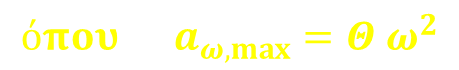 όπου a_{ω,max} = Θ ω²